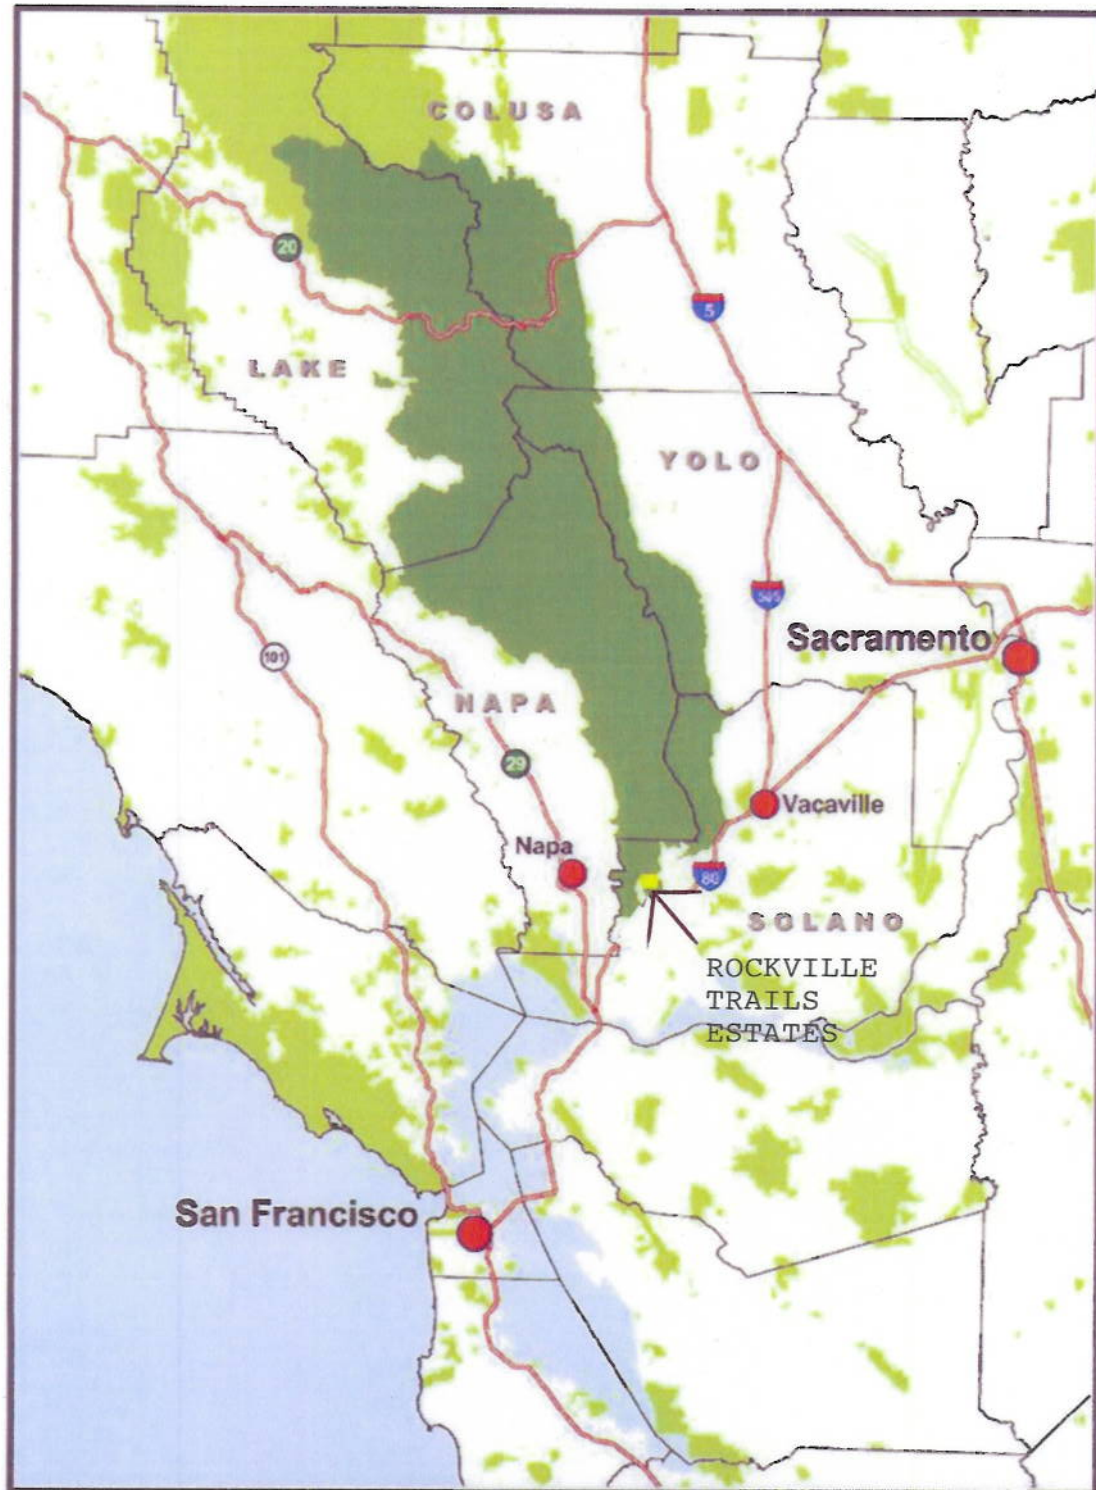 COLUSA
20
5
LAKE
YOLO
505
Sacramento
101
NAPA
29
Vacaville
Napa
80
SOLANO
ROCKVILLE
TRAILS
ESTATES
San Francisco